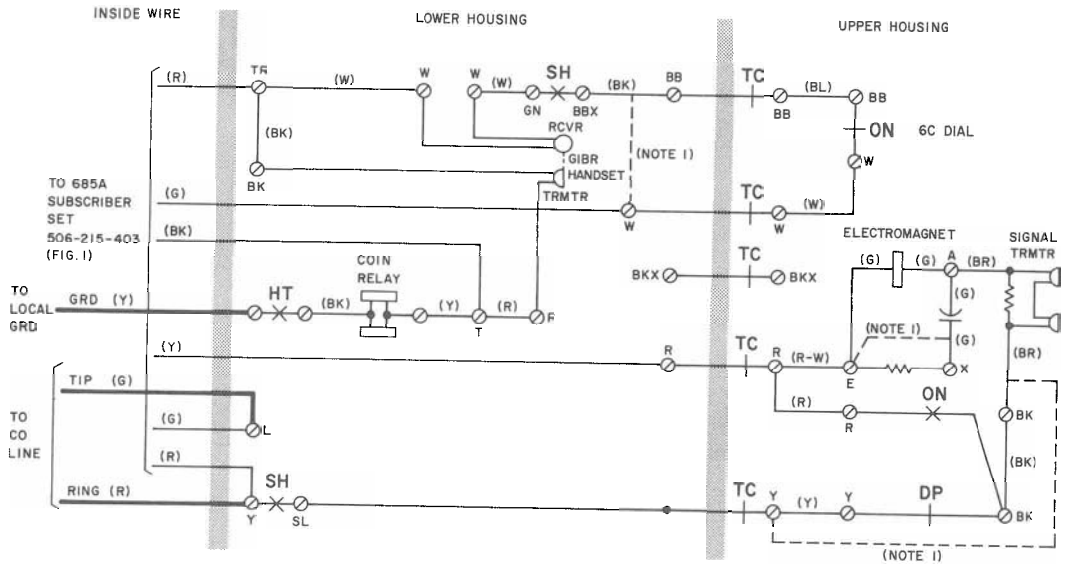 INSIDE WIRE
LOWER HOUSING
UPPER HOUSING
(R)
TR
(W)
W
W
(W)
SH
(BK)
BB
TC
(BL)
BB
GN
BBX
BB
(BK)
RCVR
(NOTE 1)
ON
6C DIAL
W
GIBR
HANDSET
TRMTR
BK
TO 685A
SUBSCRIBER
SET
506-215-403
(FIG. 1)
(G)
W
TC
(W)
W
(BK)
ELECTROMAGNET
SIGNAL
TRMTR
COIN
RELAY
BKX
TC
BKX
(G)
(G)
A
(BR)
TO
LOCAL
GRD
GRD (Y)
HT
(BK)
(Y)
T
(R)
R
(G)
(NOTE 1)
(G)
(Y)
R
TC
R
(R-W)
E
X
(BR)
TIP (G)
TO
CO
LINE
(G)
L
(R)
R
ON
BK
(BK)
(R)
RING (R)
Y
SH
SL
TC
Y
(Y)
Y
DP
BK
(NOTE 1)